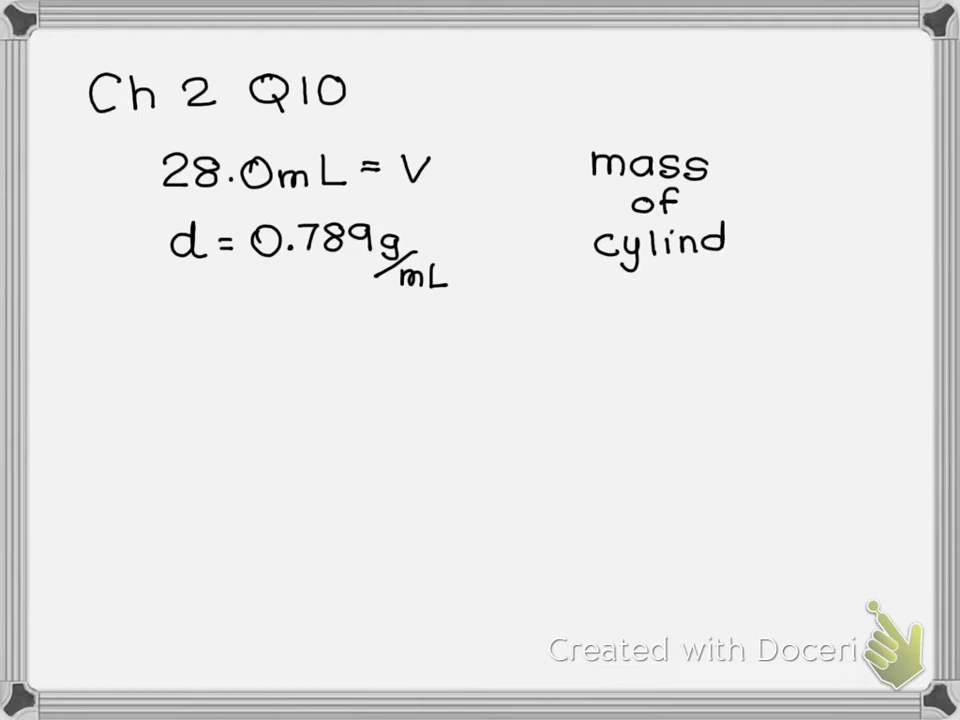 Ch 2 Q10
28.0mL = V
d = 0.789g/mL
mass
of
cylind
Created with Doceri